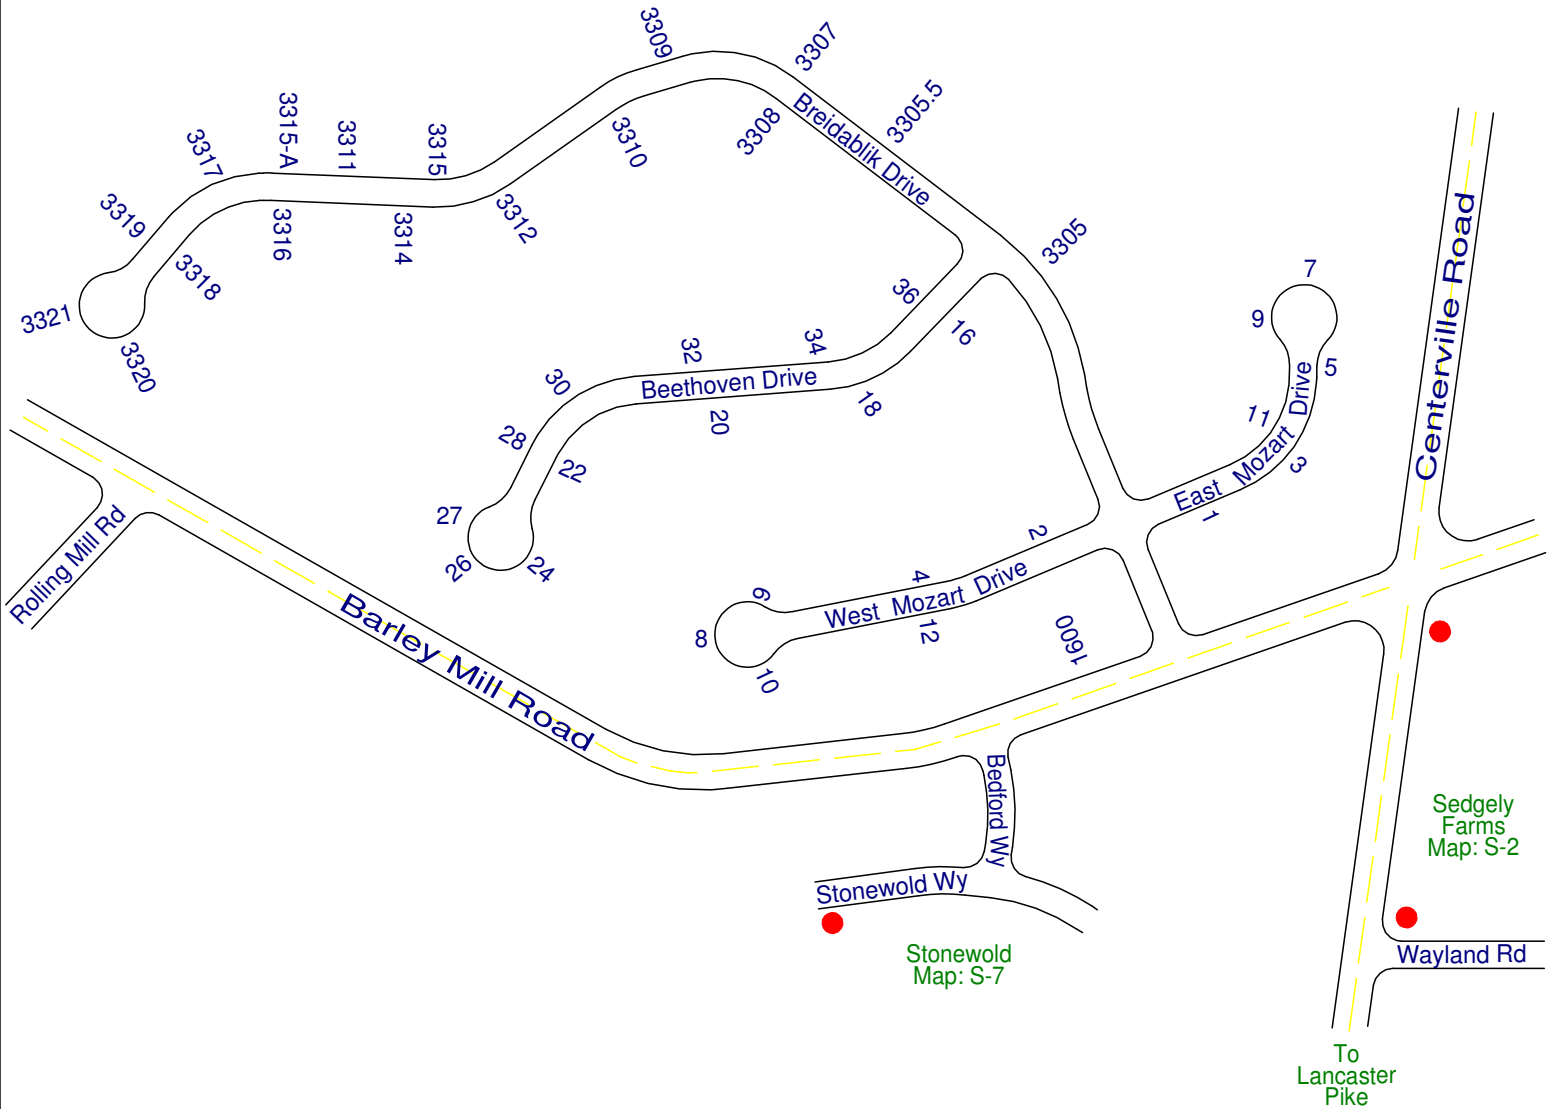 3309
3307
3305.5
3308
Breidablik Drive
3310
3315-A
3311
3315
3317
3319
3316
3314
3312
3318
3321
3320
3305
36
16
7
9
5
11
East Mozart Drive
3
1
Centerville Road
32
34
30
Beethoven Drive
20
18
28
22
27
26
24
Rolling Mill Rd
Barley Mill Road
2
4
6
West Mozart Drive
8
12
10
1600
Bedford Wy
Stonewold Wy
Stonewold
Map: S-7
Sedgely
Farms
Map: S-2
Wayland Rd
To
Lancaster
Pike